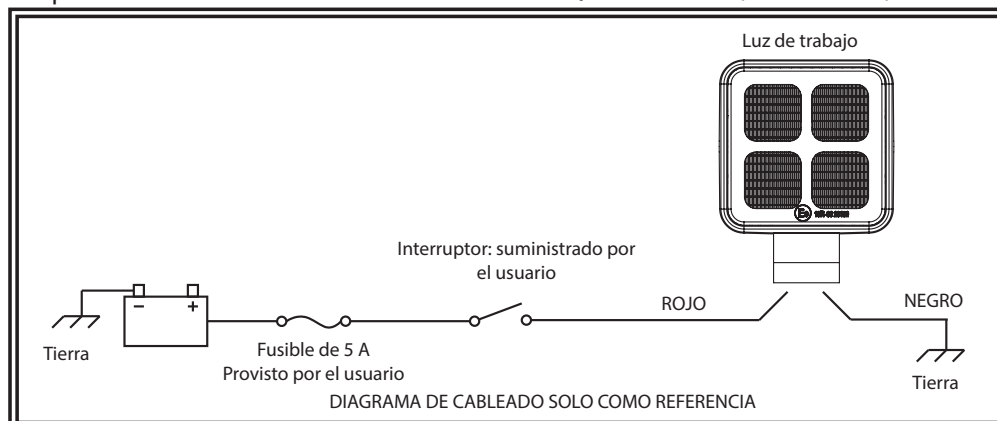 Luz de trabajo
Interruptor: suministrado por
el usuario
ROJO
NEGRO
− +
Tierra
Fusible de 5 A
Provisto por el usuario
Tierra
DIAGRAMA DE CABLEADO SOLO COMO REFERENCIA